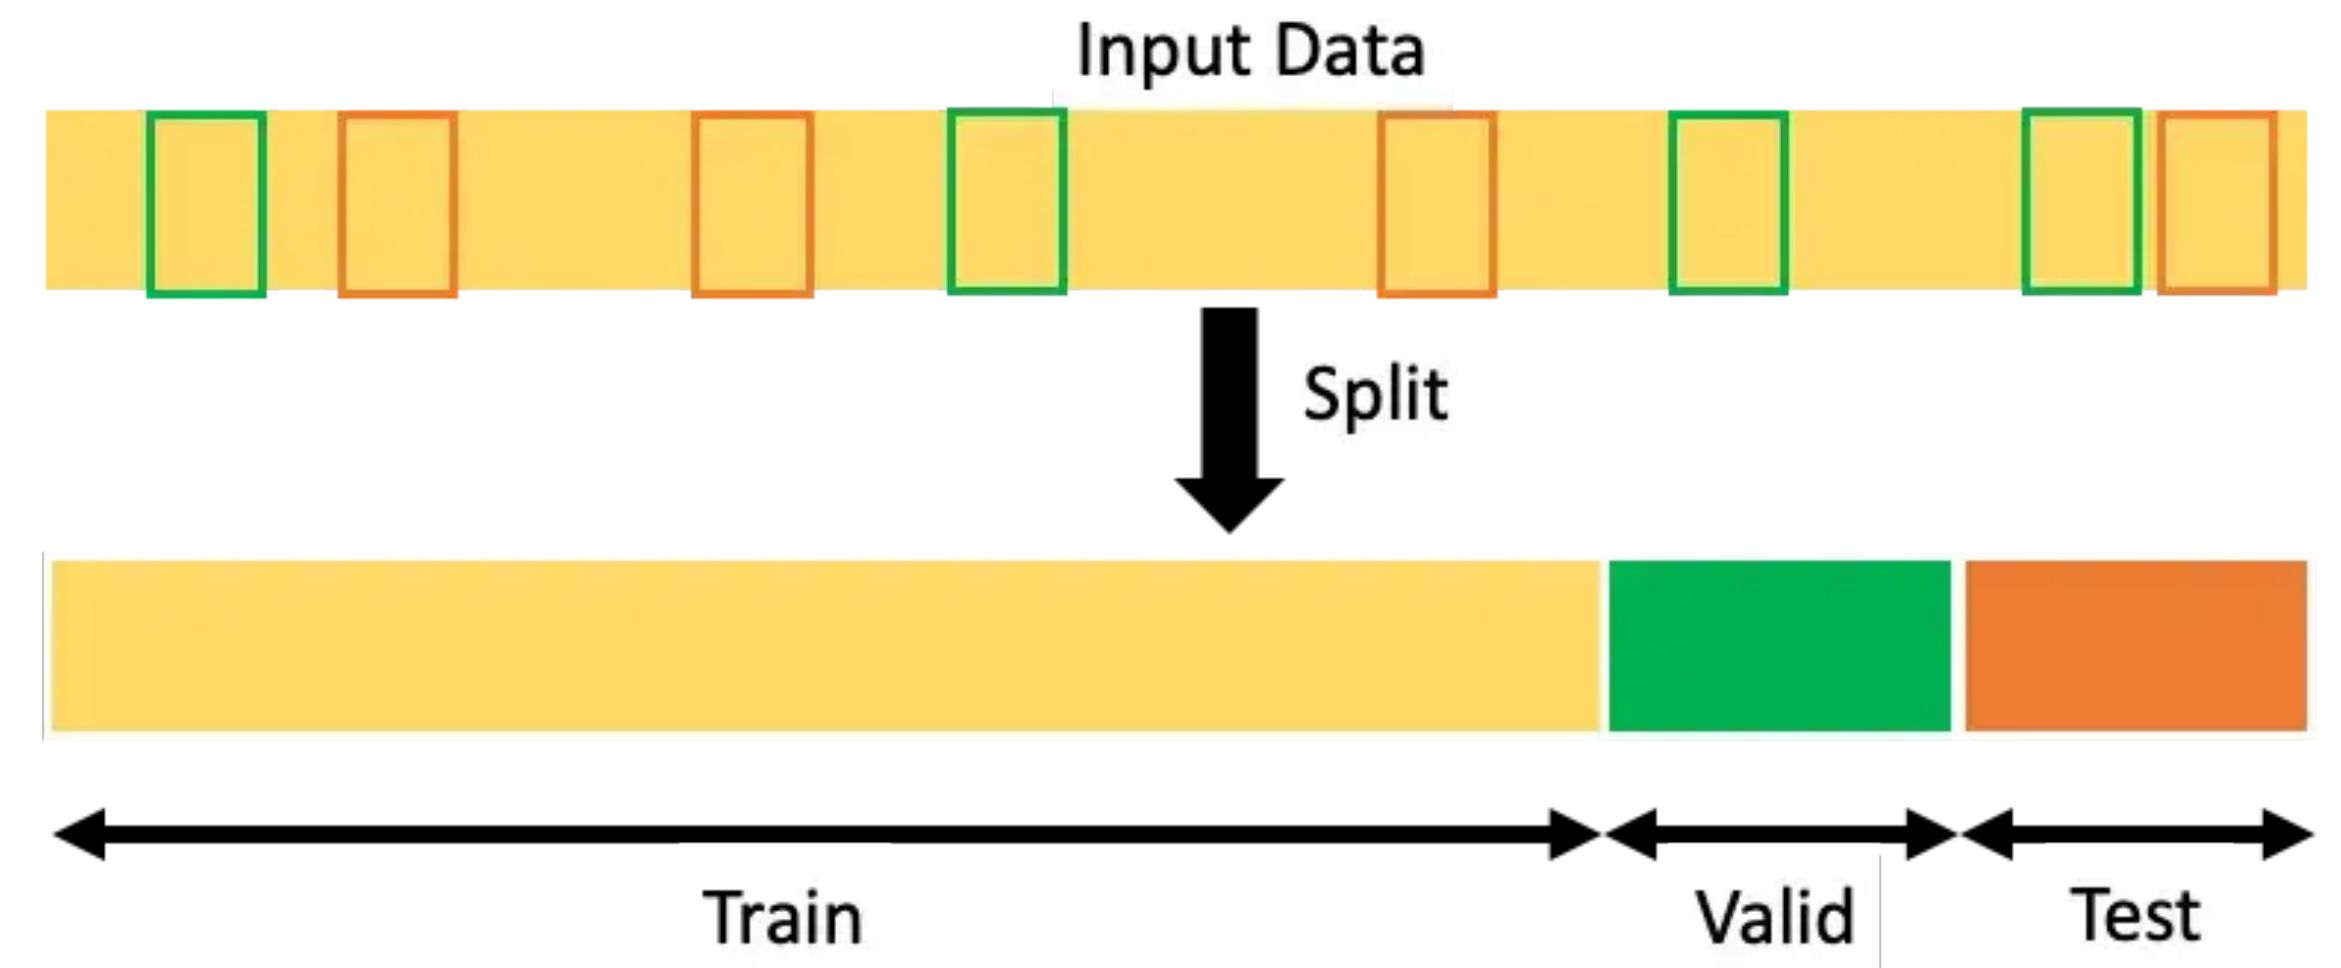 Input Data
Split
Train
Valid
Test